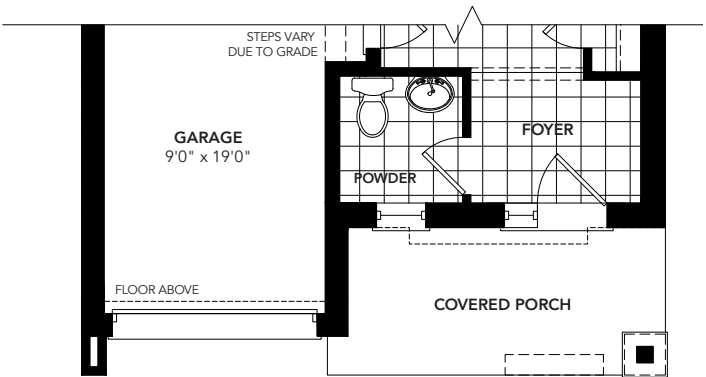 STEPS VARY
DUE TO GRADE
GARAGE
9'0" x 19'0"
FOYER
POWDER
FLOOR ABOVE
COVERED PORCH